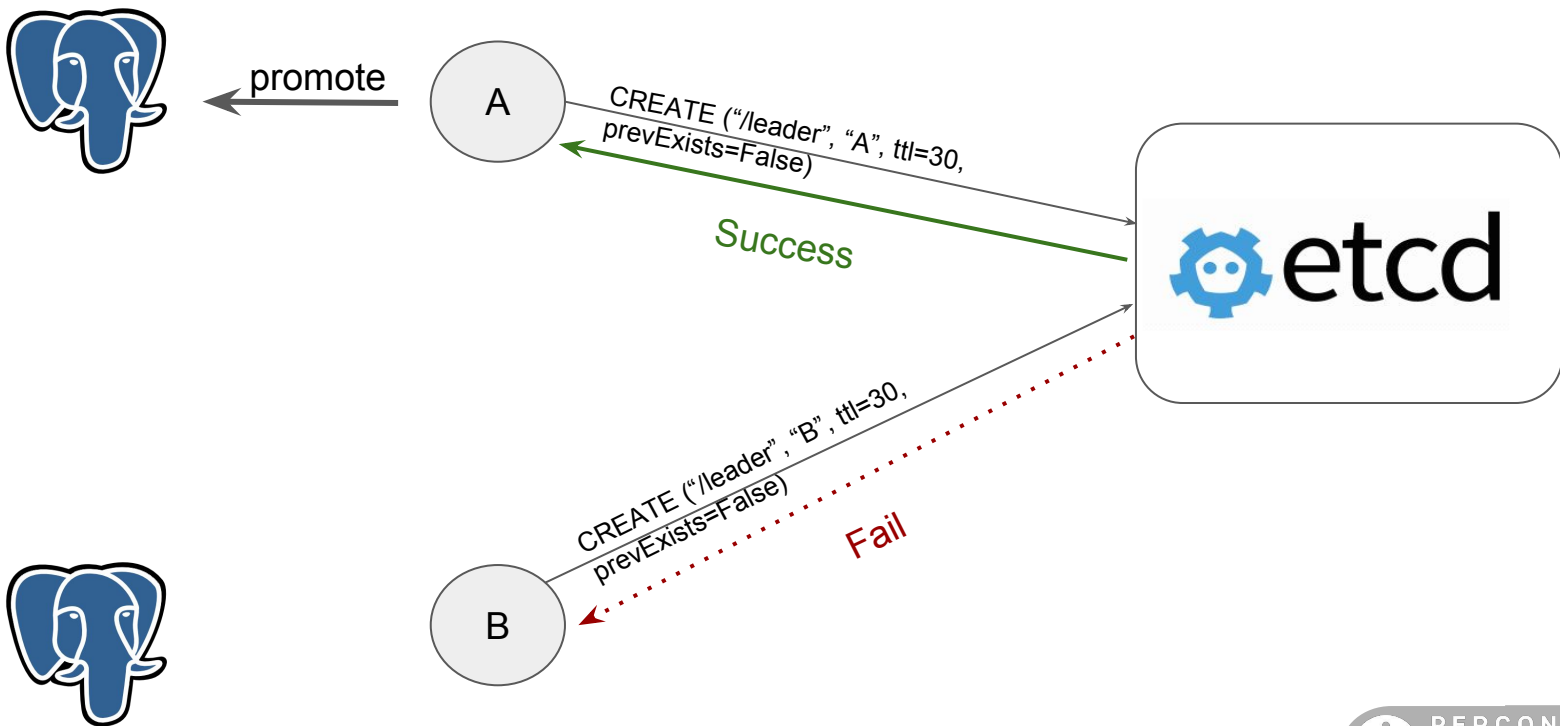 promote
A
CREATE (“/leader”, “A”, ttl=30,
prevExists=False)
Success
etcd
CREATE (“/leader”, “B”, ttl=30,
prevExists=False)
Fail
B